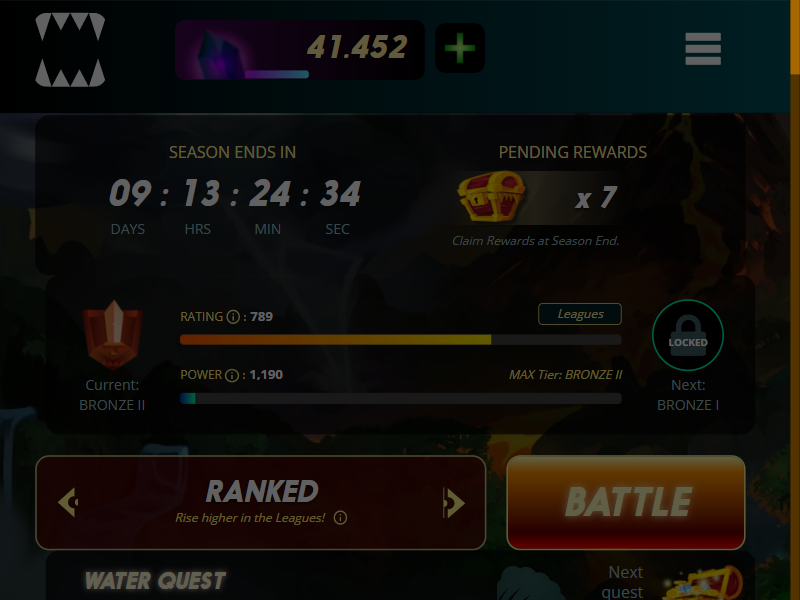 41.452
SEASON ENDS IN
PENDING REWARDS
09 : 13 : 24 : 34
DAYS HRS MIN SEC
x 7
Claim Rewards at Season End.
RATING i : 789
Leagues
LOCKED
POWER i : 1,190
MAX Tier: BRONZE II
Current:
BRONZE II
Next:
BRONZE I
RANKED
Rise higher in the Leagues! i
BATTLE
WATER QUEST
Next
quest